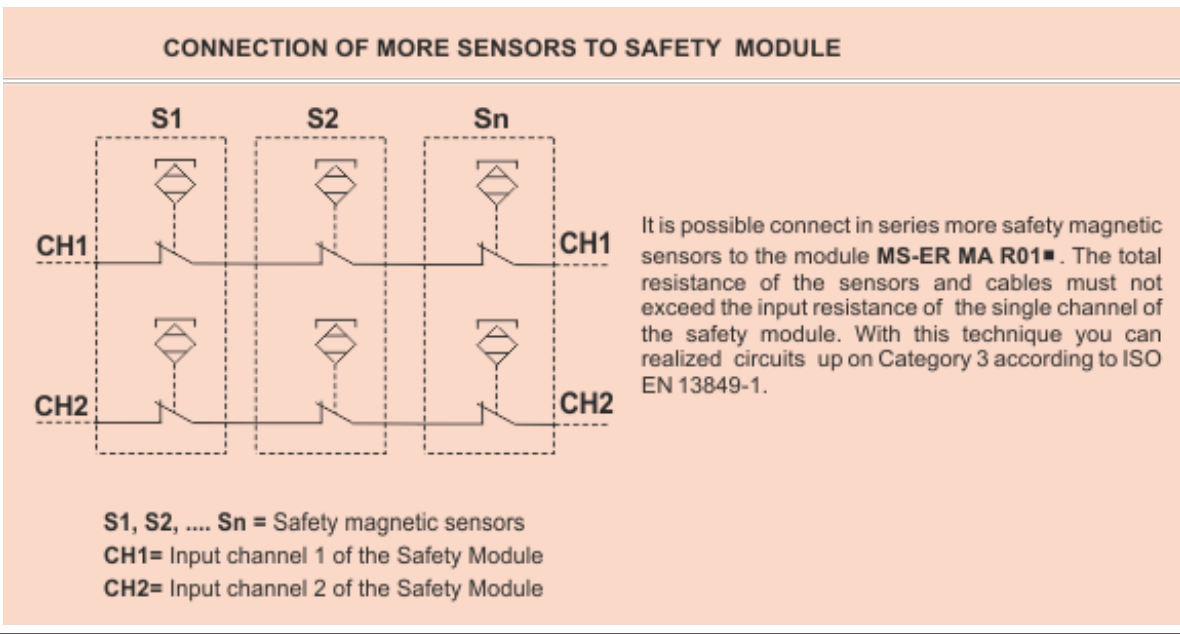 CONNECTION OF MORE SENSORS TO SAFETY MODULE
S1 S2 Sn
CH1 CH1
CH2 CH2
It is possible connect in series more safety magnetic
sensors to the module MS-ER MA R01■. The total
resistance of the sensors and cables must not
exceed the input resistance of the single channel of
the safety module. With this technique you can
realized circuits up on Category 3 according to ISO
EN 13849-1.
S1, S2, .... Sn = Safety magnetic sensors
CH1= Input channel 1 of the Safety Module
CH2= Input channel 2 of the Safety Module